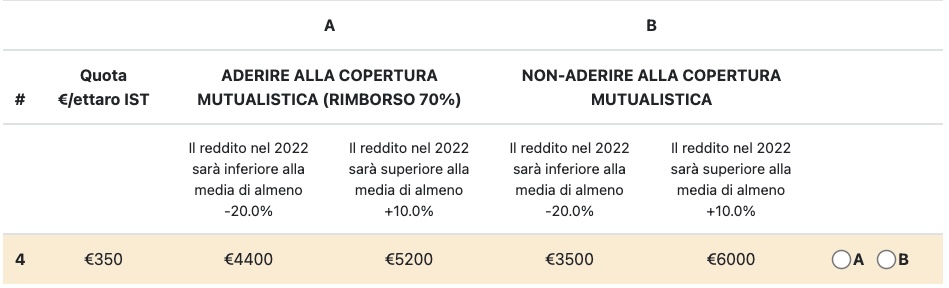 A B
Quota ADERIRE ALLA COPERTURA NON-ADERIRE ALLA COPERTURA
# €/ettaro IST MUTUALISTICA (RIMBORSO 70%) MUTUALISTICA
Il reddito nel 2022 Il reddito nel 2022 Il reddito nel 2022 Il reddito nel 2022
sarà inferiore alla sarà superiore alla sarà inferiore alla sarà superiore alla
media di almeno media di almeno media di almeno media di almeno
-20.0% +10.0% -20.0% +10.0%
4 €350 €4400 €5200 €3500 €6000 A B